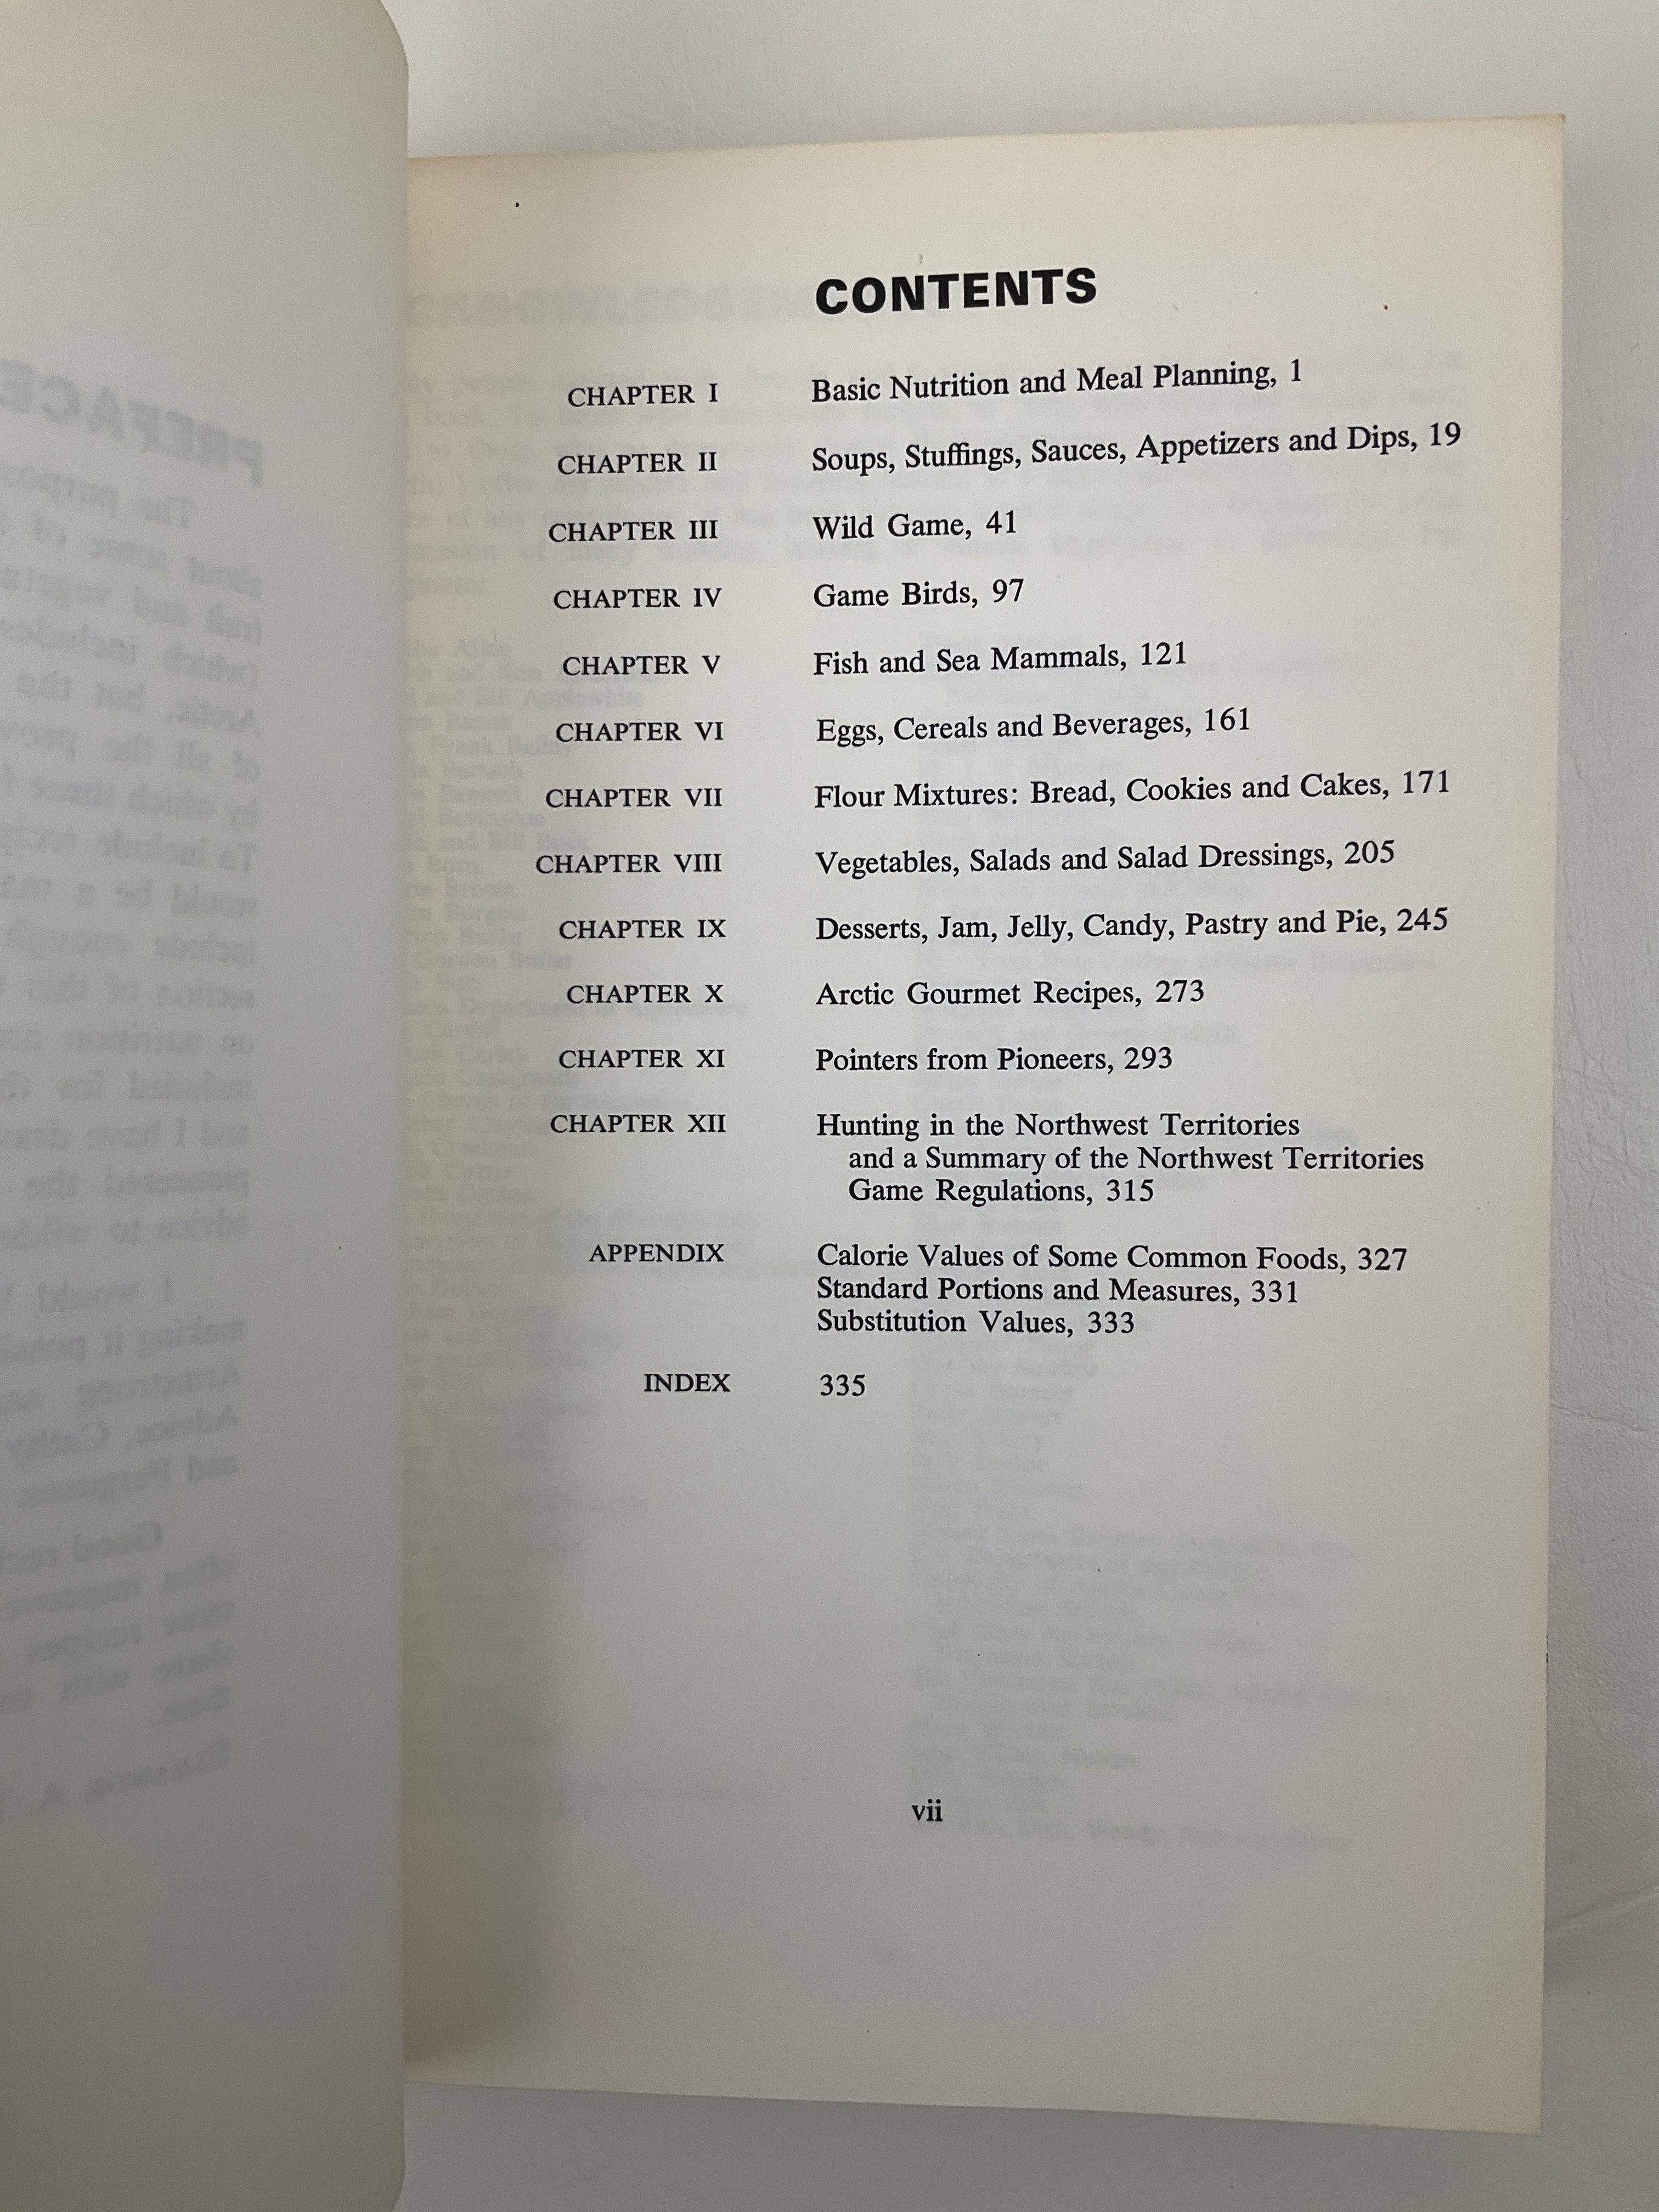 CONTENTS
CHAPTER I Basic Nutrition and Meal Planning, 1
CHAPTER II Soups, Stuffings, Sauces, Appetizers and Dips, 19
CHAPTER III Wild Game, 41
CHAPTER IV Game Birds, 97
CHAPTER V Fish and Sea Mammals, 121
CHAPTER VI Eggs, Cereals and Beverages, 161
CHAPTER VII Flour Mixtures: Bread, Cookies and Cakes, 171
CHAPTER VIII Vegetables, Salads and Salad Dressings, 205
CHAPTER IX Desserts, Jam, Jelly, Candy, Pastry and Pie, 245
CHAPTER X Arctic Gourmet Recipes, 273
CHAPTER XI Pointers from Pioneers, 293
CHAPTER XII Hunting in the Northwest Territories
and a Summary of the Northwest Territories
Game Regulations, 315
APPENDIX Calorie Values of Some Common Foods, 327
Standard Portions and Measures, 331
Substitution Values, 333
INDEX 335
vii